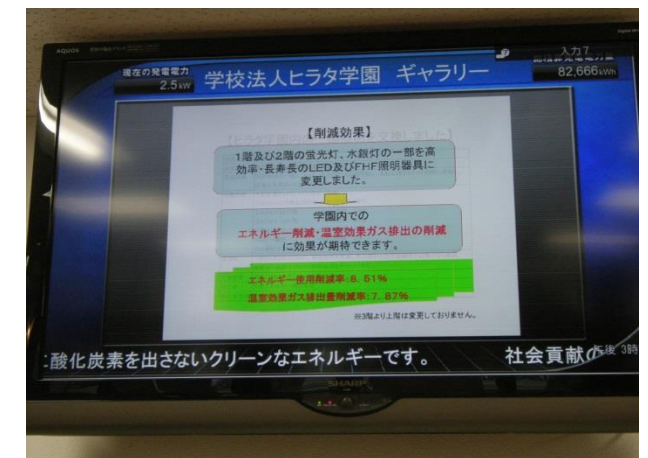 AQUOS
入力7
現在の発電電力
2.5kW
学校法人ヒラタ学園 ギャラリー
82,666kWh
【削減効果】
1階及び2階の蛍光灯、水銀灯の一部を高
効率・長寿長のLED及びFHF照明器具に
変更しました。
学園内での
エネルギー削減・温室効果ガス排出の削減
に効果が期待できます。
エネルギー使用削減率:8.51%
温室効果ガス排出量削減率:7.87%
※3階より上階は変更しておりません。
酸化炭素を出さないクリーンなエネルギーです。 社会貢献の
午後 3時
SHARP